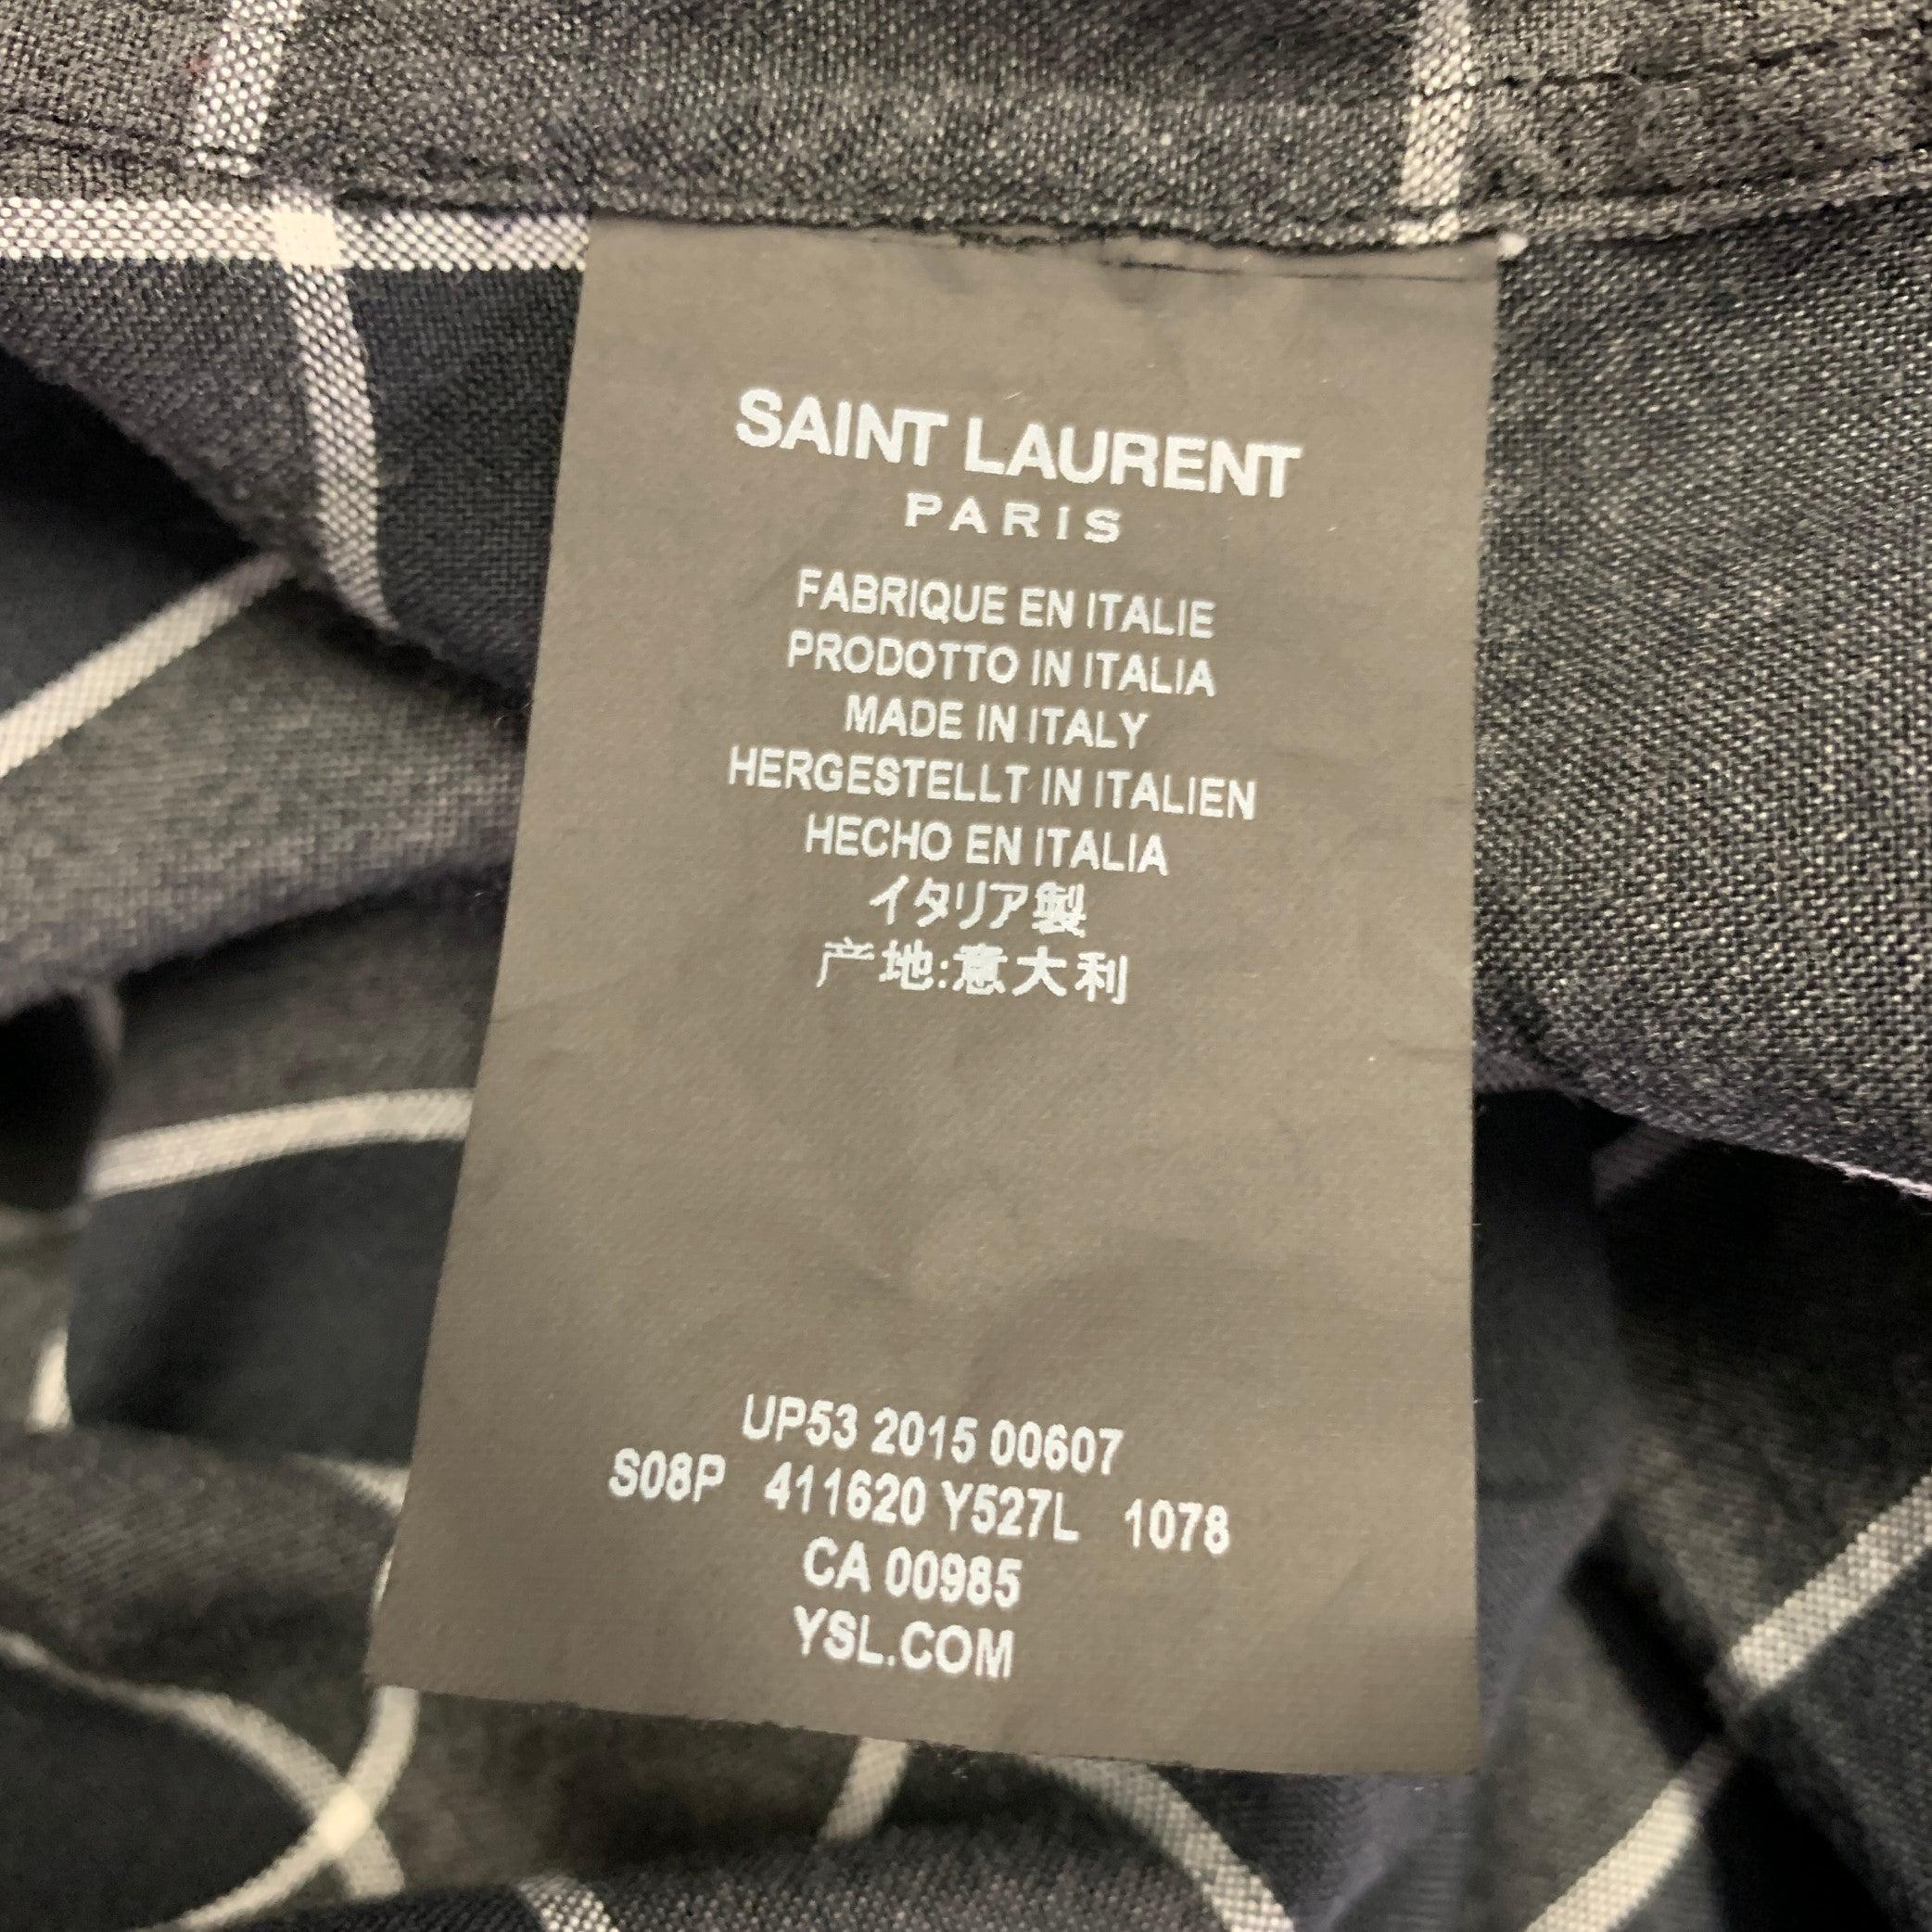 SAINT LAURENT
PARIS
FABRIQUE EN ITALIE
PRODOTTO IN ITALIA
MADE IN ITALY
HERGESTELLT IN ITALIEN
HECHO EN ITALIA
イタリア製
产地:意大利
UP53 2015 00607
S08P 411620 Y527L 1078
CA 00985
YSL.COM